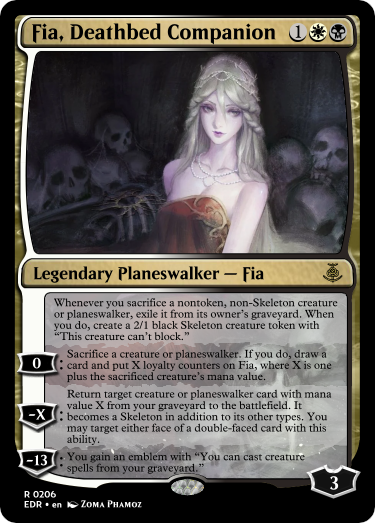 Fia, Deathbed Companion 1
Legendary Planeswalker — Fia
Whenever you sacrifice a nontoken, non-Skeleton creature
or planeswalker, exile it from its owner's graveyard. When
you do, create a 2/1 black Skeleton creature token with
“This creature can't block.”
0 : Sacrifice a creature or planeswalker. If you do, draw a
card and put X loyalty counters on Fia, where X is one
plus the sacrificed creature's mana value.
-X : Return target creature or planeswalker card with mana
value X from your graveyard to the battlefield. It
becomes a Skeleton in addition to its other types. You
may target either face of a double-faced card with this
ability.
-13 : You gain an emblem with “You can cast creature
spells from your graveyard.”
3
R 0206
EDR • en Zoma Phamoz